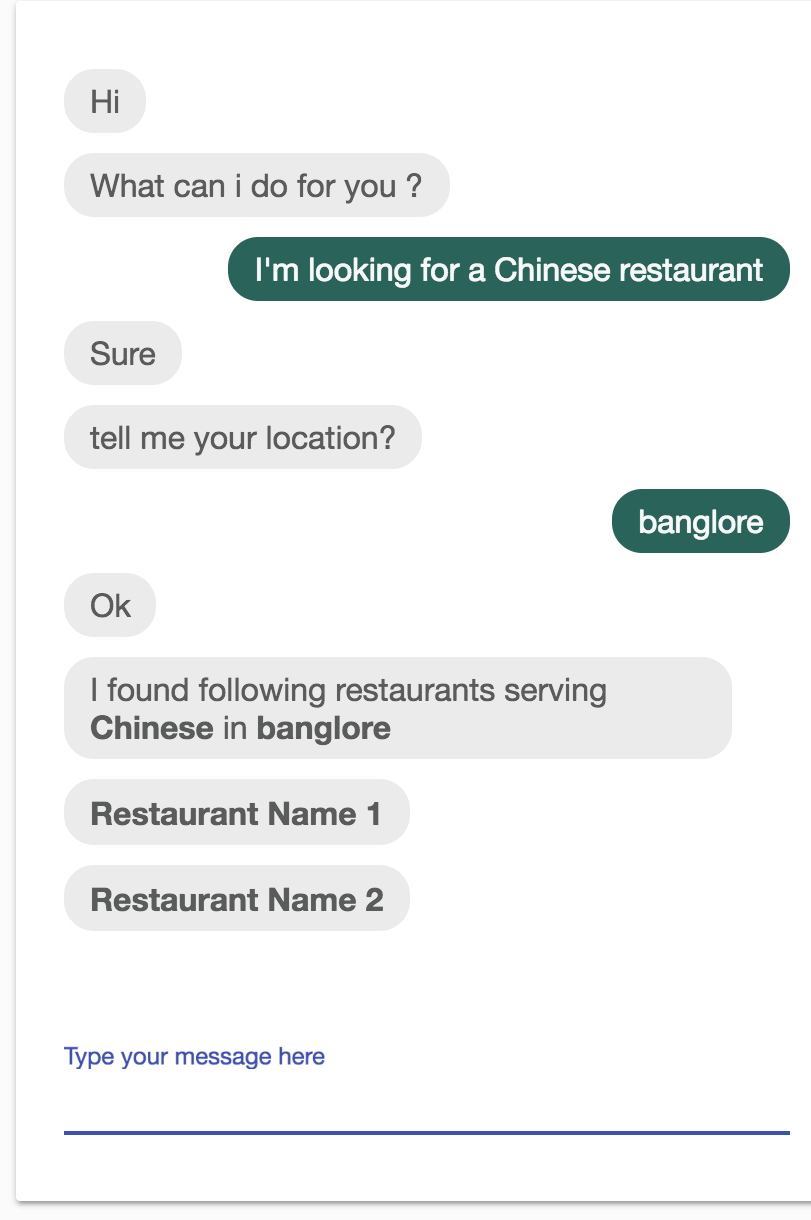 Hi
What can i do for you ?
I'm looking for a Chinese restaurant
Sure
tell me your location?
banglore
Ok
I found following restaurants serving
Chinese in banglore
Restaurant Name 1
Restaurant Name 2
Type your message here